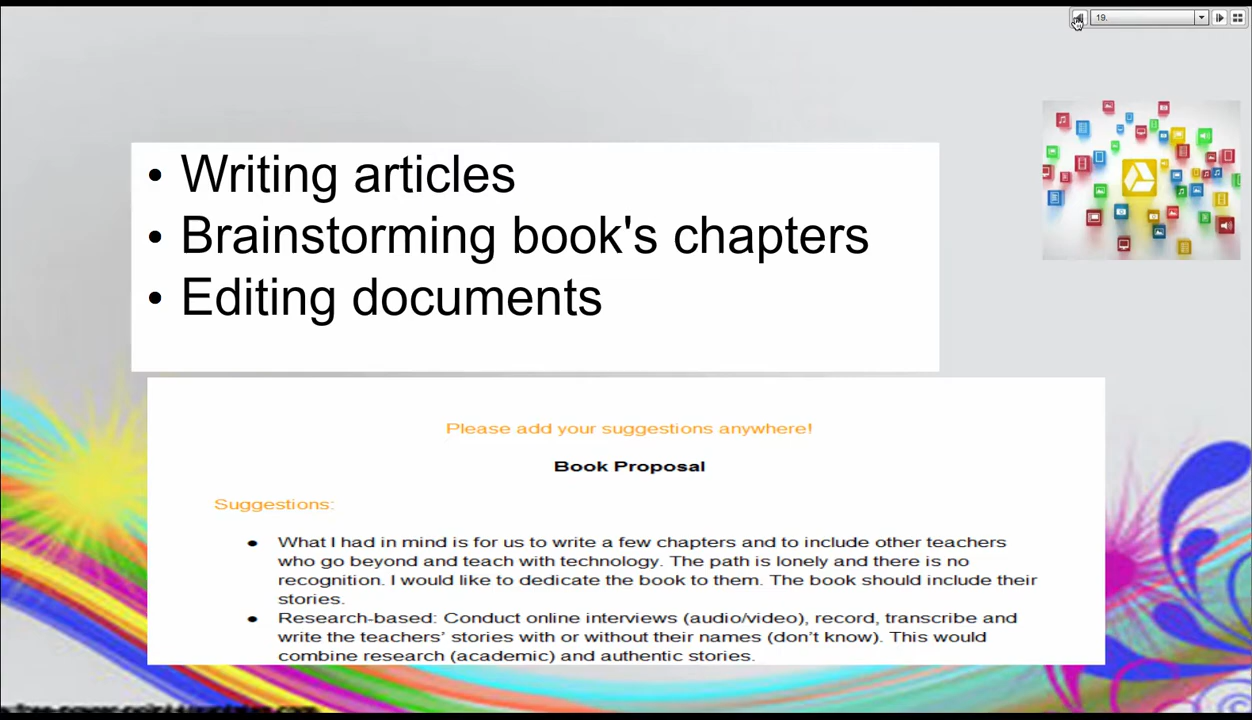 19.
• Writing articles
• Brainstorming book's chapters
• Editing documents
Please add your suggestions anywhere!
Book Proposal
Suggestions:
● What I had in mind is for us to write a few chapters and to include other teachers
who go beyond and teach with technology. The path is lonely and there is no
recognition. I would like to dedicate the book to them. The book should include their
stories.
● Research-based: Conduct online interviews (audio/video), record, transcribe and
write the teachers’ stories with or without their names (don’t know). This would
combine research (academic) and authentic stories.